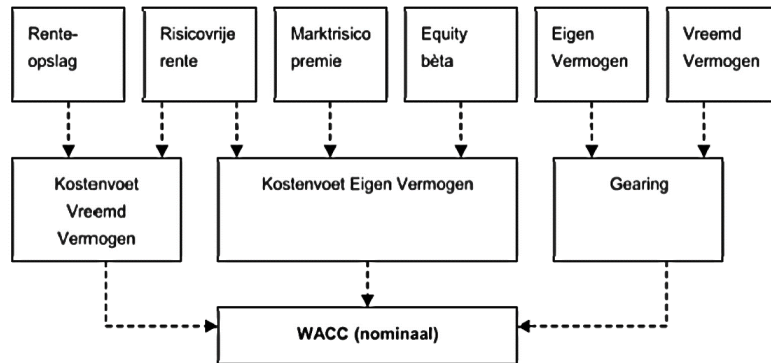 Rente-
opslag
Risicovrije
rente
Marktrisico
premie
Equity
bèta
Eigen
Vermogen
Vreemd
Vermogen
Kostenvoet
Vreemd
Vermogen
Kostenvoet Eigen Vermogen
Gearing
WACC (nominaal)